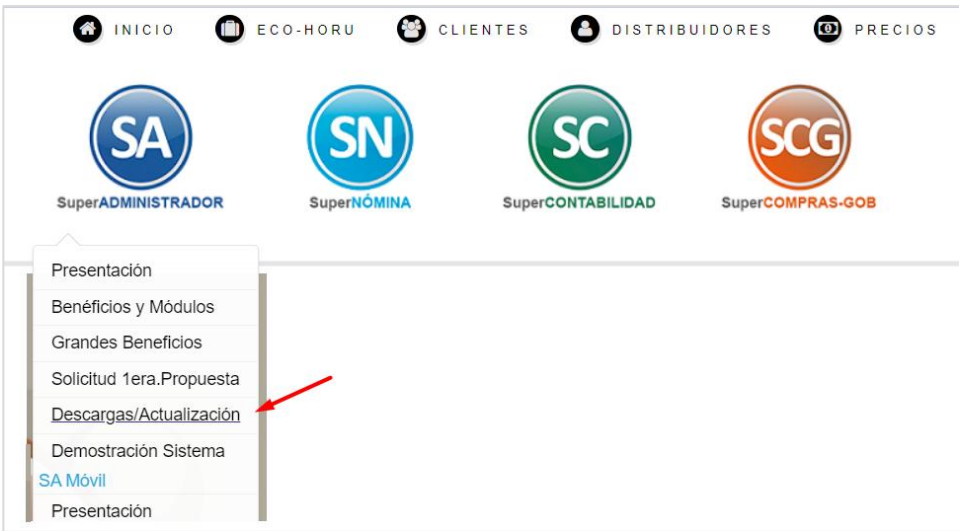 INICIO ECO-HORU CLIENTES DISTRIBUIDORES PRECIOS
SA SN SC SCG
SuperADMINISTRADOR SuperNÓMINA SuperCONTABILIDAD SuperCOMPRAS-GOB
Presentación
Benéficios y Módulos
Grandes Beneficios
Solicitud 1era.Propuesta
Descargas/Actualización
Demostración Sistema
SA Móvil
Presentación